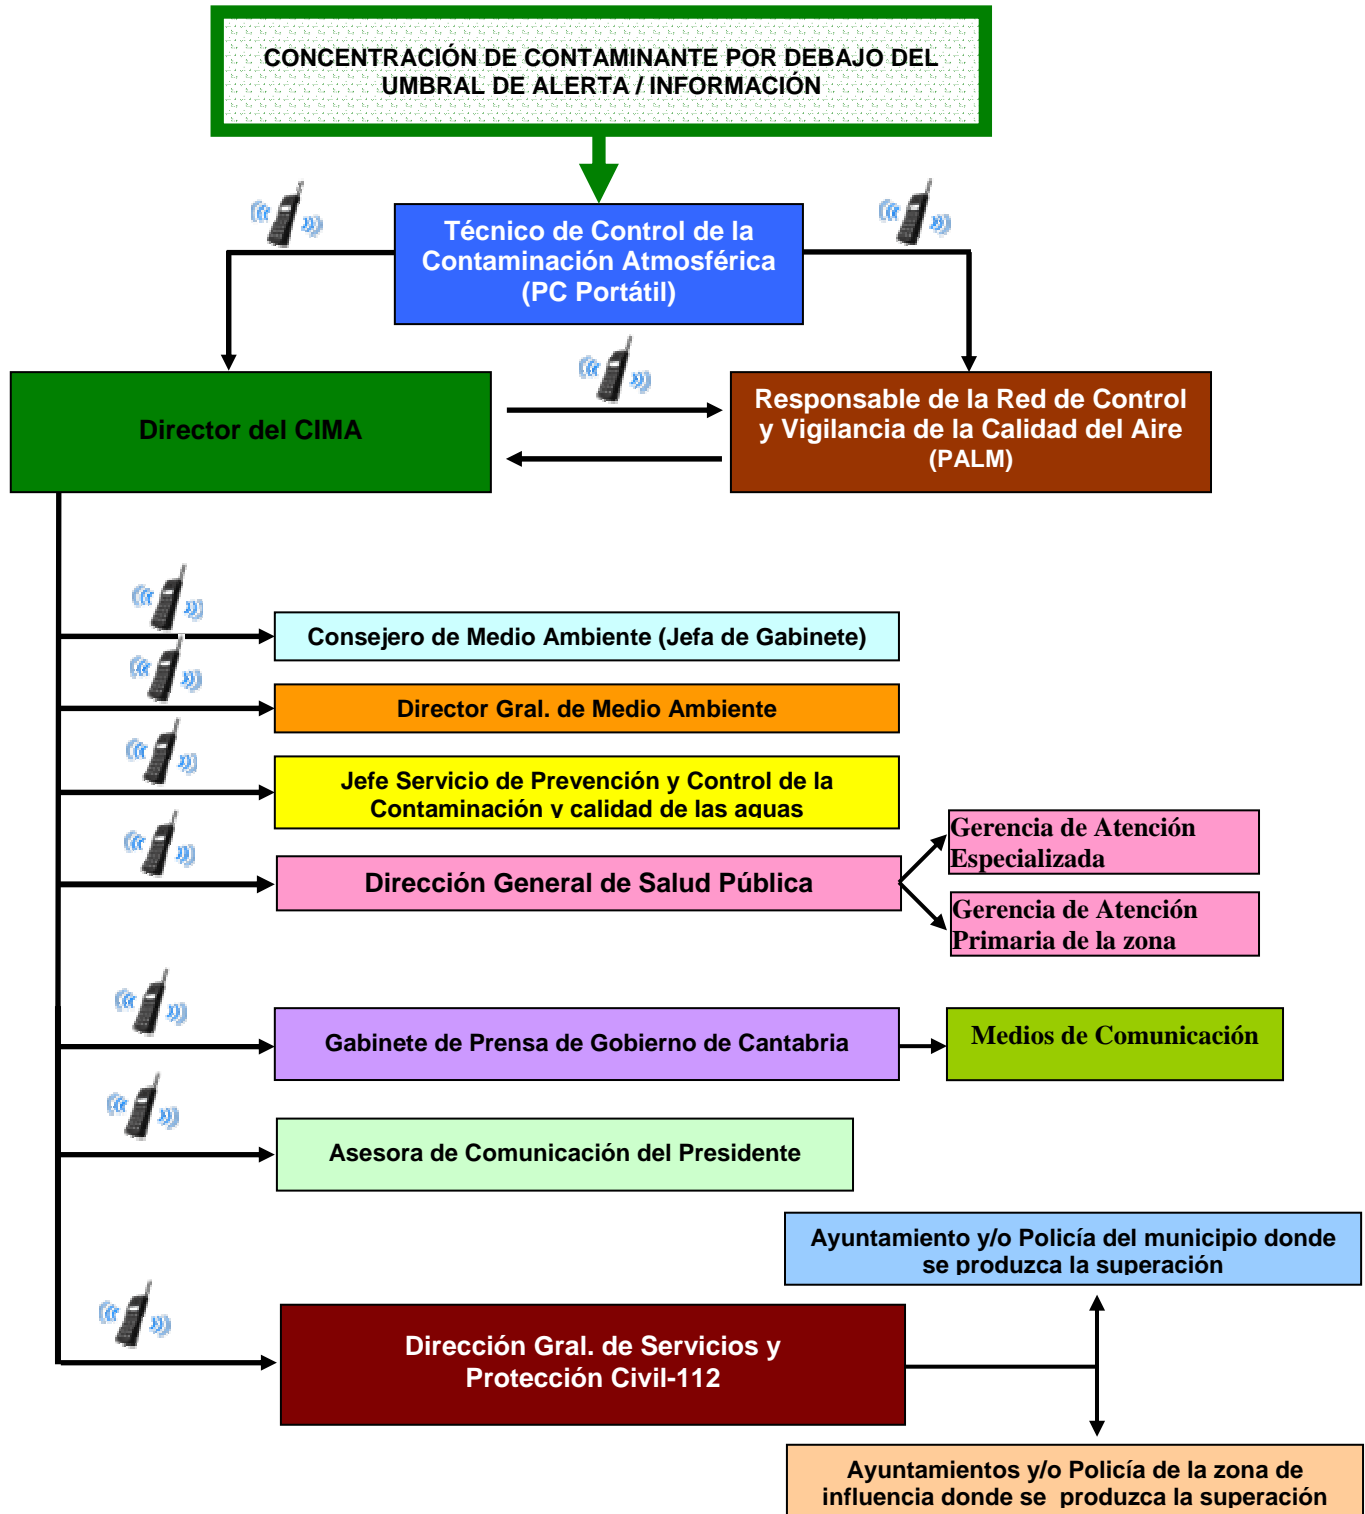 CONCENTRACIÓN DE CONTAMINANTE POR DEBAJO DEL
UMBRAL DE ALERTA / INFORMACIÓN
Técnico de Control de la
Contaminación Atmosférica
(PC Portátil)
Director del CIMA
Responsable de la Red de Control
y Vigilancia de la Calidad del Aire
(PALM)
Consejero de Medio Ambiente (Jefa de Gabinete)
Director Gral. de Medio Ambiente
Jefe Servicio de Prevención y Control de la
Contaminación y calidad de las aguas
Dirección General de Salud Pública
Gerencia de Atención
Especializada
Gerencia de Atención
Primaria de la zona
Gabinete de Prensa de Gobierno de Cantabria
Medios de Comunicación
Asesora de Comunicación del Presidente
Ayuntamiento y/o Policía del municipio donde
se produzca la superación
Dirección Gral. de Servicios y
Protección Civil-112
Ayuntamientos y/o Policía de la zona de
influencia donde se produzca la superación